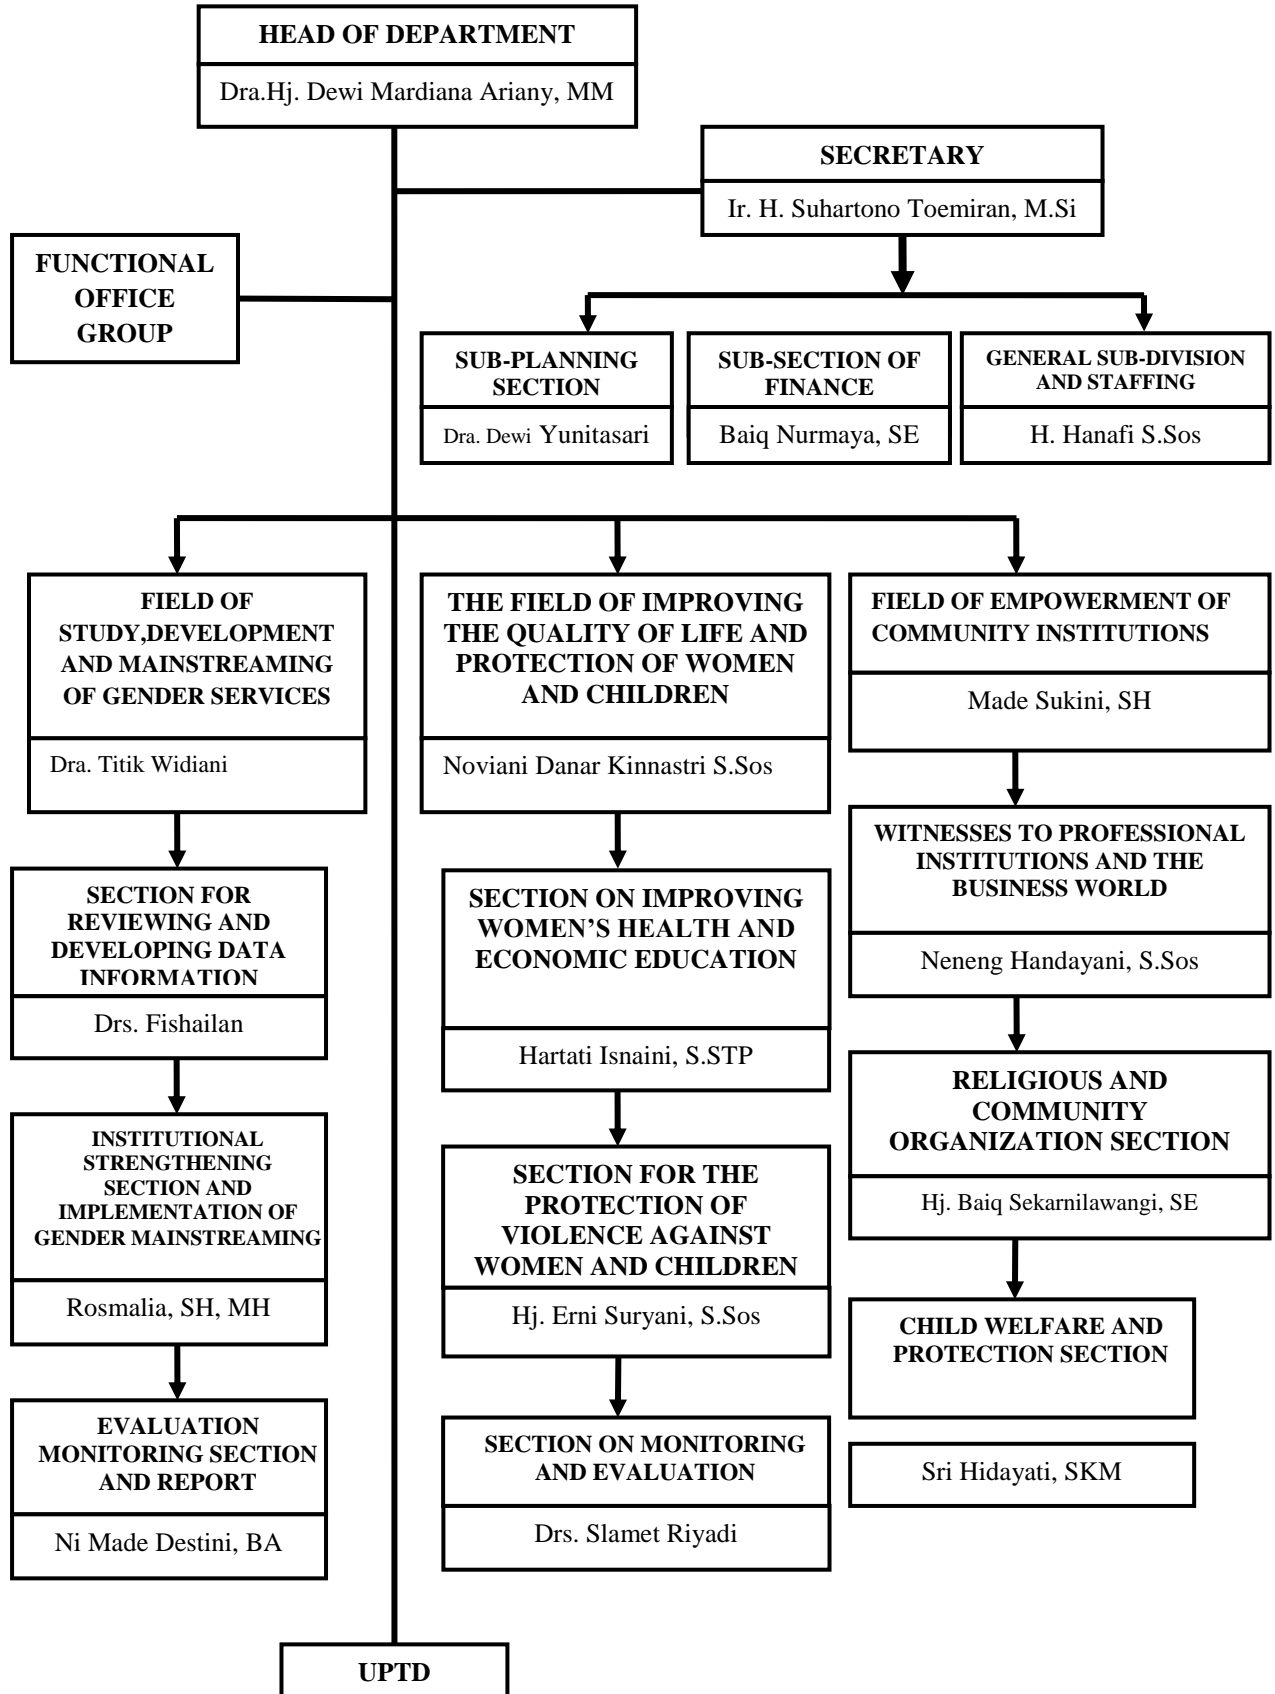 HEAD OF DEPARTMENT
Dra.Hj. Dewi Mardiana Ariany, MM
SECRETARY
Ir. H. Suhartono Toemiran, M.Si
FUNCTIONAL
OFFICE
GROUP
SUB-PLANNING
SECTION
Dra. Dewi Yunitasari
SUB-SECTION OF
FINANCE
Baiq Nurmaya, SE
GENERAL SUB-DIVISION
AND STAFFING
H. Hanafi S.Sos
FIELD OF
STUDY,DEVELOPMENT
AND MAINSTREAMING
OF GENDER SERVICES
Dra. Titik Widiani
SECTION FOR
REVIEWING AND
DEVELOPING DATA
INFORMATION
Drs. Fishailan
INSTITUTIONAL
STRENGTHENING
SECTION AND
IMPLEMENTATION OF
GENDER MAINSTREAMING
Rosmalia, SH, MH
EVALUATION
MONITORING SECTION
AND REPORT
Ni Made Destini, BA
THE FIELD OF IMPROVING
THE QUALITY OF LIFE AND
PROTECTION OF WOMEN
AND CHILDREN
Noviani Danar Kinnastri S.Sos
SECTION ON IMPROVING
WOMEN’S HEALTH AND
ECONOMIC EDUCATION
Hartati Isnaini, S.STP
SECTION FOR THE
PROTECTION OF
VIOLENCE AGAINST
WOMEN AND CHILDREN
Hj. Erni Suryani, S.Sos
SECTION ON MONITORING
AND EVALUATION
Drs. Slamet Riyadi
FIELD OF EMPOWERMENT OF
COMMUNITY INSTITUTIONS
Made Sukini, SH
WITNESSES TO PROFESSIONAL
INSTITUTIONS AND THE
BUSINESS WORLD
Neneng Handayani, S.Sos
RELIGIOUS AND
COMMUNITY
ORGANIZATION SECTION
Hj. Baiq Sekarnilawangi, SE
CHILD WELFARE AND
PROTECTION SECTION
Sri Hidayati, SKM
UPTD